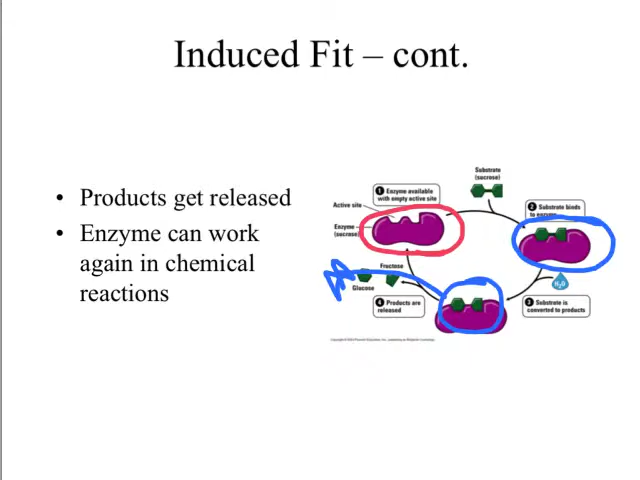 Induced Fit – cont.
• Products get released
• Enzyme can work
again in chemical
reactions
Substrate
(sucrose)
1 Enzyme available
with empty active site
Active site
2 Substrate binds
to enzyme
Enzyme
(sucrose)
Fructose
Glucose
H₂O
4 Products are
released
3 Substrate is
converted to products